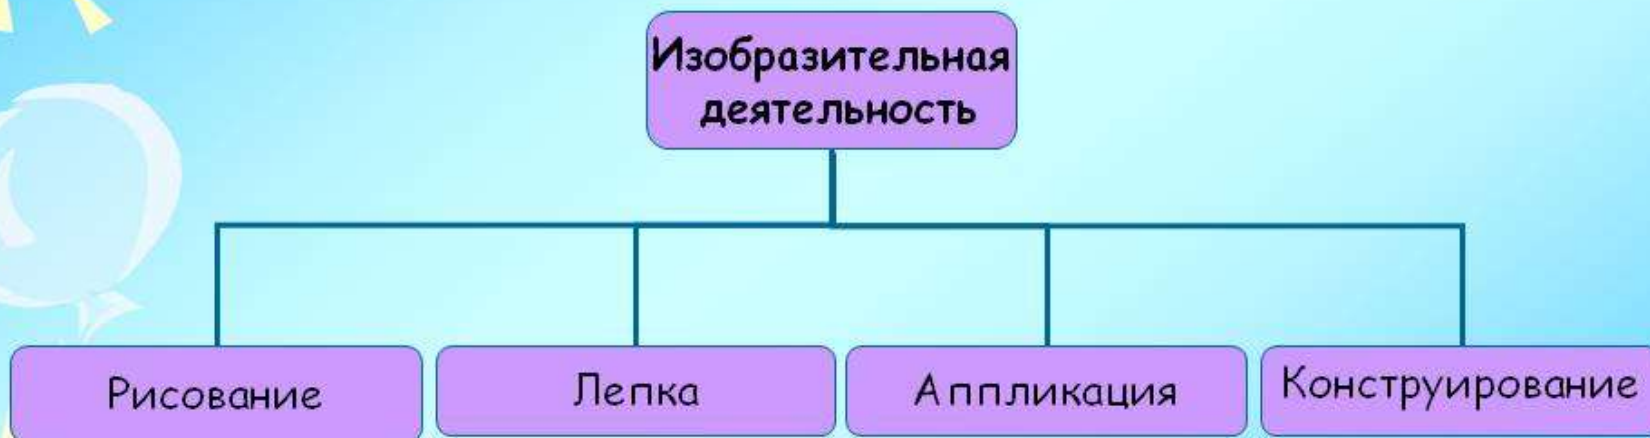 Изобразительная
деятельность
Рисование
Лепка
Аппликация
Конструирование